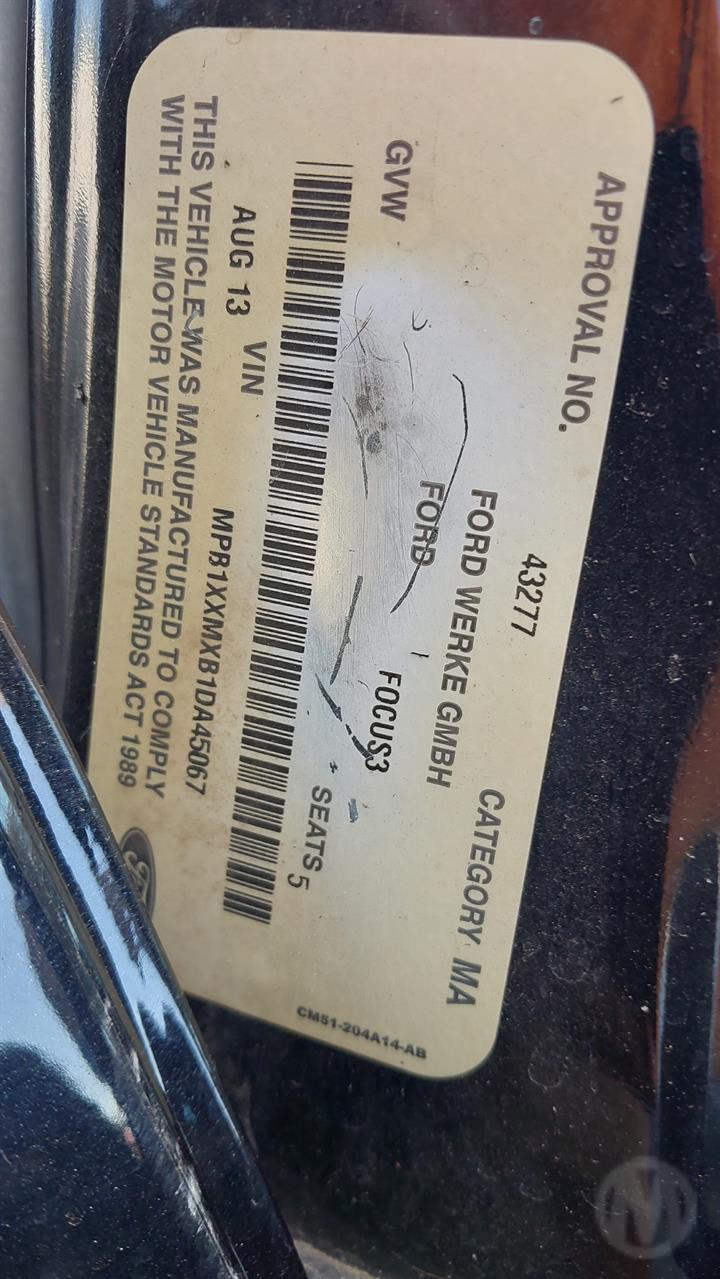 APPROVAL NO. 43277 CATEGORY MA
FORD WERKE GMBH
FORD FOCUS3
GVW SEATS 5
AUG 13 VIN MPB1XXMXB1DA45067
THIS VEHICLE WAS MANUFACTURED TO COMPLY
WITH THE MOTOR VEHICLE STANDARDS ACT 1989
CM51-204A14-AB
M